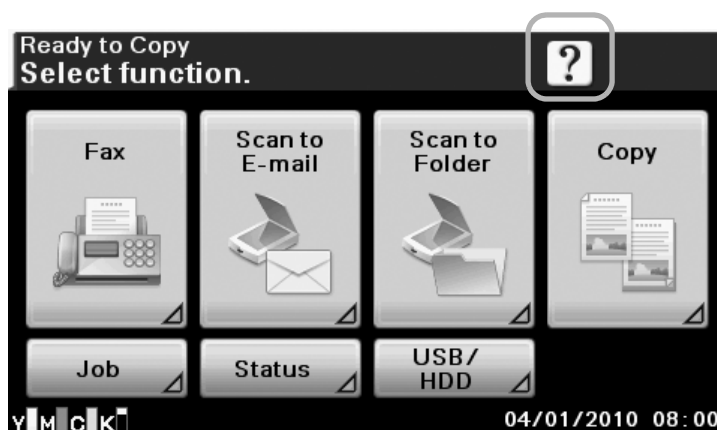 Ready to Copy
Select function.
?
Fax
Scan to
E-mail
Scan to
Folder
Copy
Job
Status
USB/
HDD
Y M C K
04/01/2010 08:00